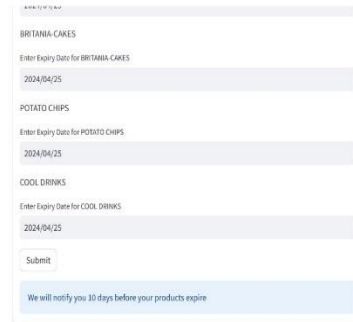 BRITANIA-CAKES
Enter Expiry Date for BRITANIA-CAKES
2024/04/25
POTATO CHIPS
Enter Expiry Date for POTATO CHIPS
2024/04/25
COOL DRINKS
Enter Expiry Date for COOL DRINKS
2024/04/25
Submit
We will notify you 10 days before your products expire